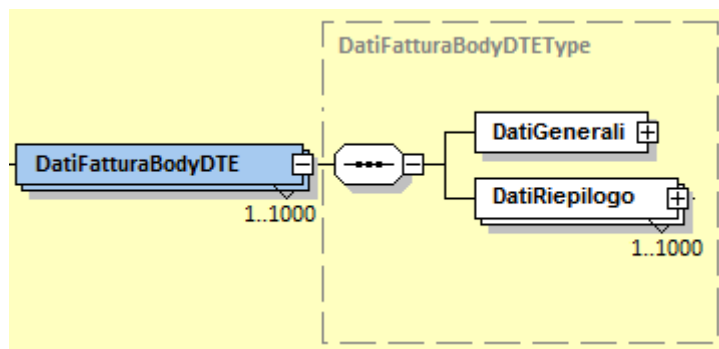 DatiFatturaBodyDTEType
DatiGenerali
DatiFatturaBodyDTE
1..1000
DatiRiepilogo
1..1000